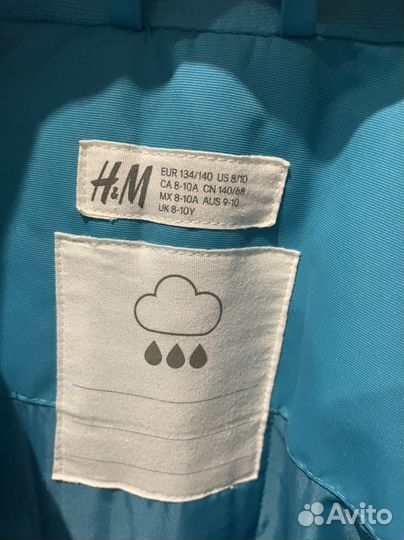 H&M
EUR 134/140 US 8/10
CA 8-10A CN 140/68
MX 8-10A AUS 9-10
UK 8-10Y
Avito